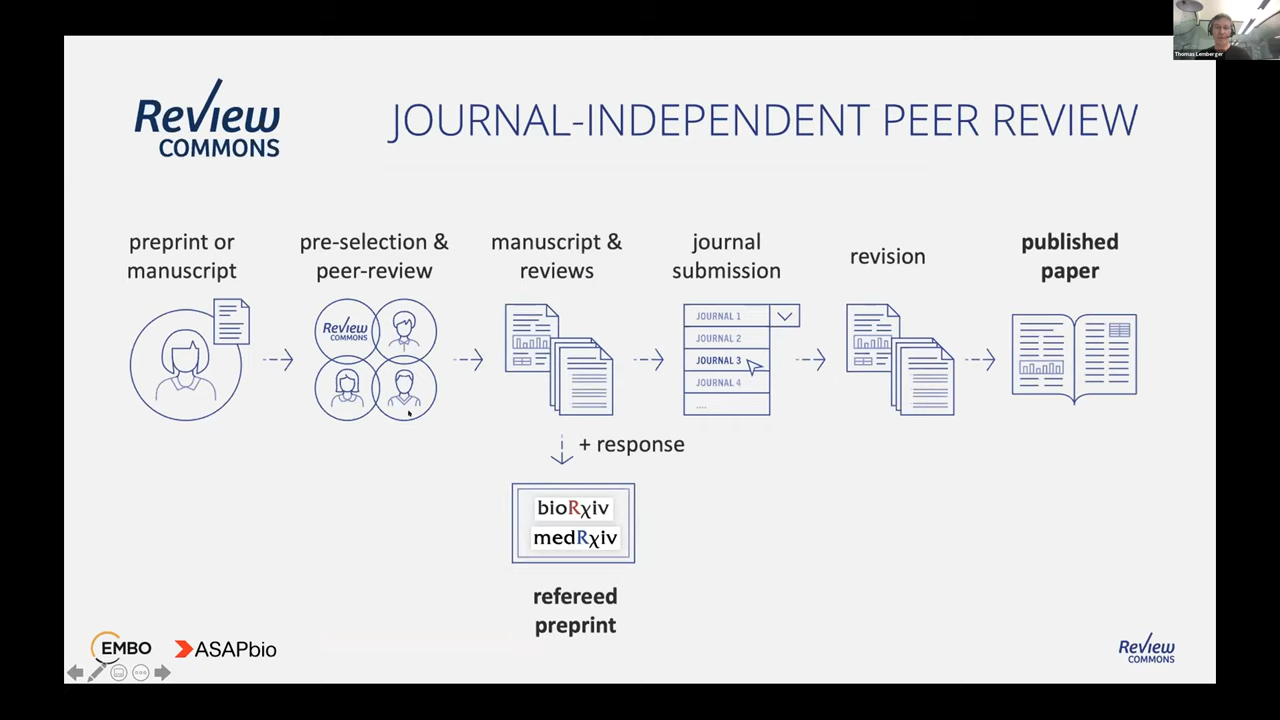 Thomas Lemberger
Review
COMMONS
JOURNAL-INDEPENDENT PEER REVIEW
preprint or
manuscript
pre-selection &
peer-review
manuscript &
reviews
journal
submission
revision
published
paper
Review
COMMONS
JOURNAL 1
JOURNAL 2
JOURNAL 3
JOURNAL 4
....
+ response
bioRχiv
medRχiv
refereed
preprint
EMBO
ASAPbio
Review
COMMONS